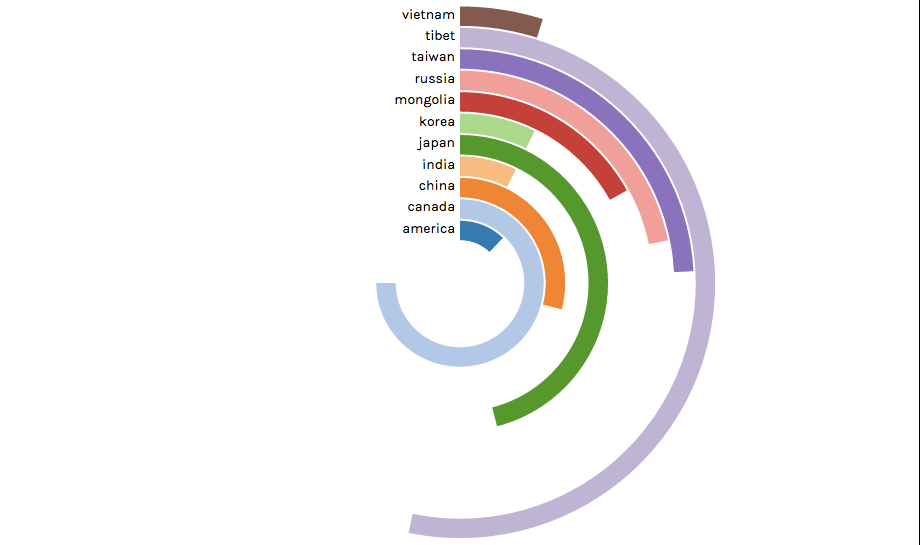 vietnam
tibet
taiwan
russia
mongolia
korea
japan
india
china
canada
america